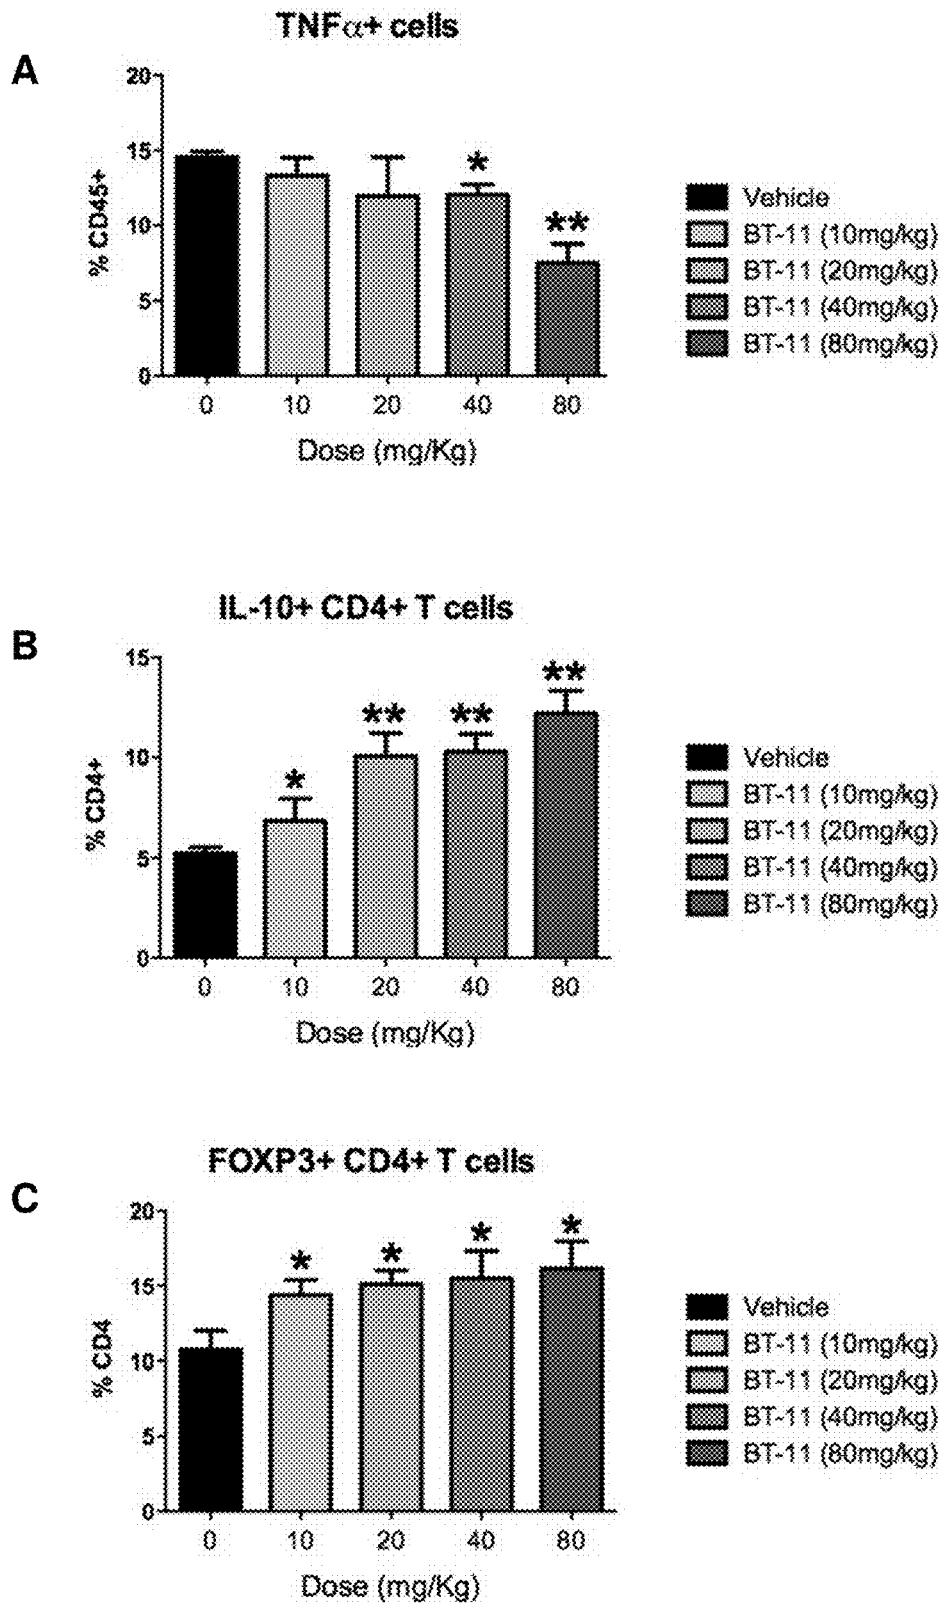 TNFα+ cells
A
20
15
10
5
0
% CD45+
*
**
0 10 20 40 80
Dose (mg/Kg)
Vehicle
BT-11 (10mg/kg)
BT-11 (20mg/kg)
BT-11 (40mg/kg)
BT-11 (80mg/kg)
IL-10+ CD4+ T cells
B
15
10
5
0
% CD4+
*
**
**
**
0 10 20 40 80
Dose (mg/Kg)
Vehicle
BT-11 (10mg/kg)
BT-11 (20mg/kg)
BT-11 (40mg/kg)
BT-11 (80mg/kg)
FOXP3+ CD4+ T cells
C
20
15
10
5
0
% CD4
*
*
*
*
0 10 20 40 80
Dose (mg/Kg)
Vehicle
BT-11 (10mg/kg)
BT-11 (20mg/kg)
BT-11 (40mg/kg)
BT-11 (80mg/kg)